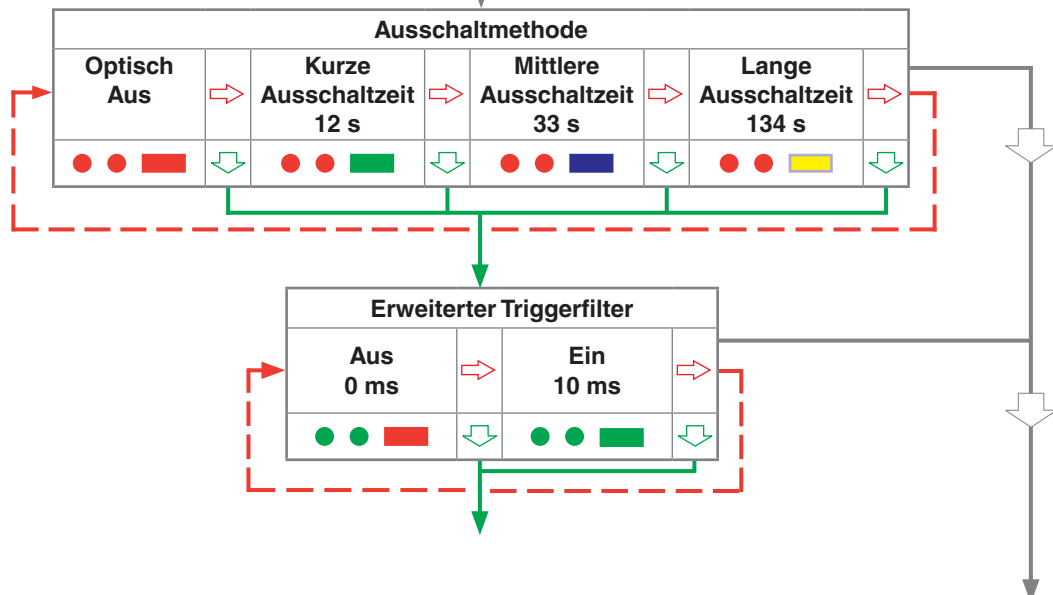 Ausschaltmethode
Optisch
Aus
Kurze
Ausschaltzeit
12 s
Mittlere
Ausschaltzeit
33 s
Lange
Ausschaltzeit
134 s
Erweiterter Triggerfilter
Aus
0 ms
Ein
10 ms